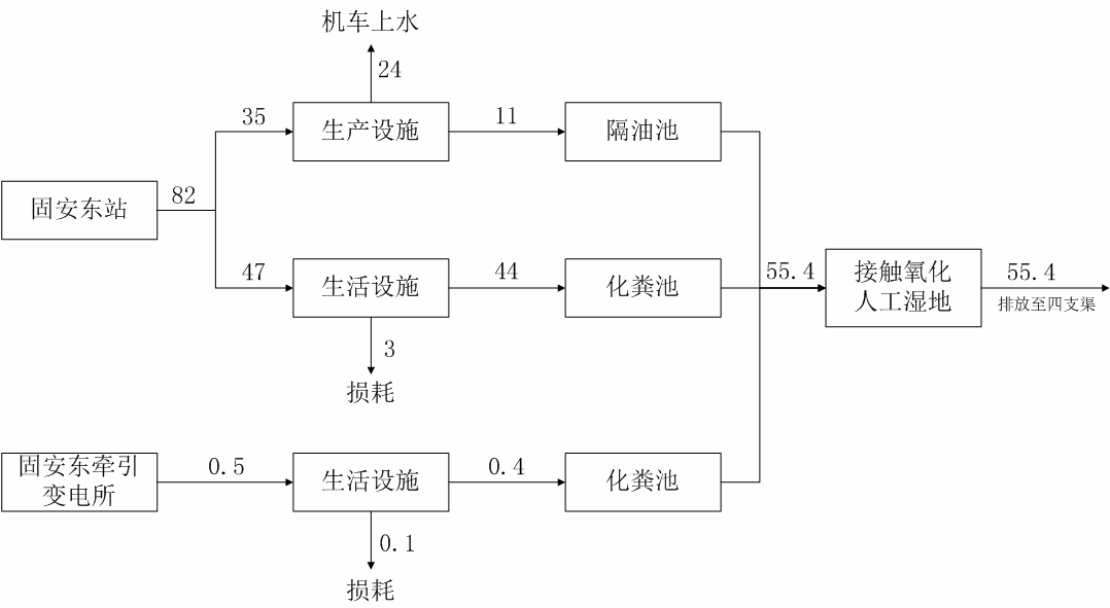 机车上水
24
35
生产设施
11
隔油池
固安东站
82
47
生活设施
44
化粪池
55.4
接触氧化
人工湿地
55.4
排放至四支渠
3
损耗
固安东牵引
变电所
0.5
生活设施
0.4
化粪池
0.1
损耗